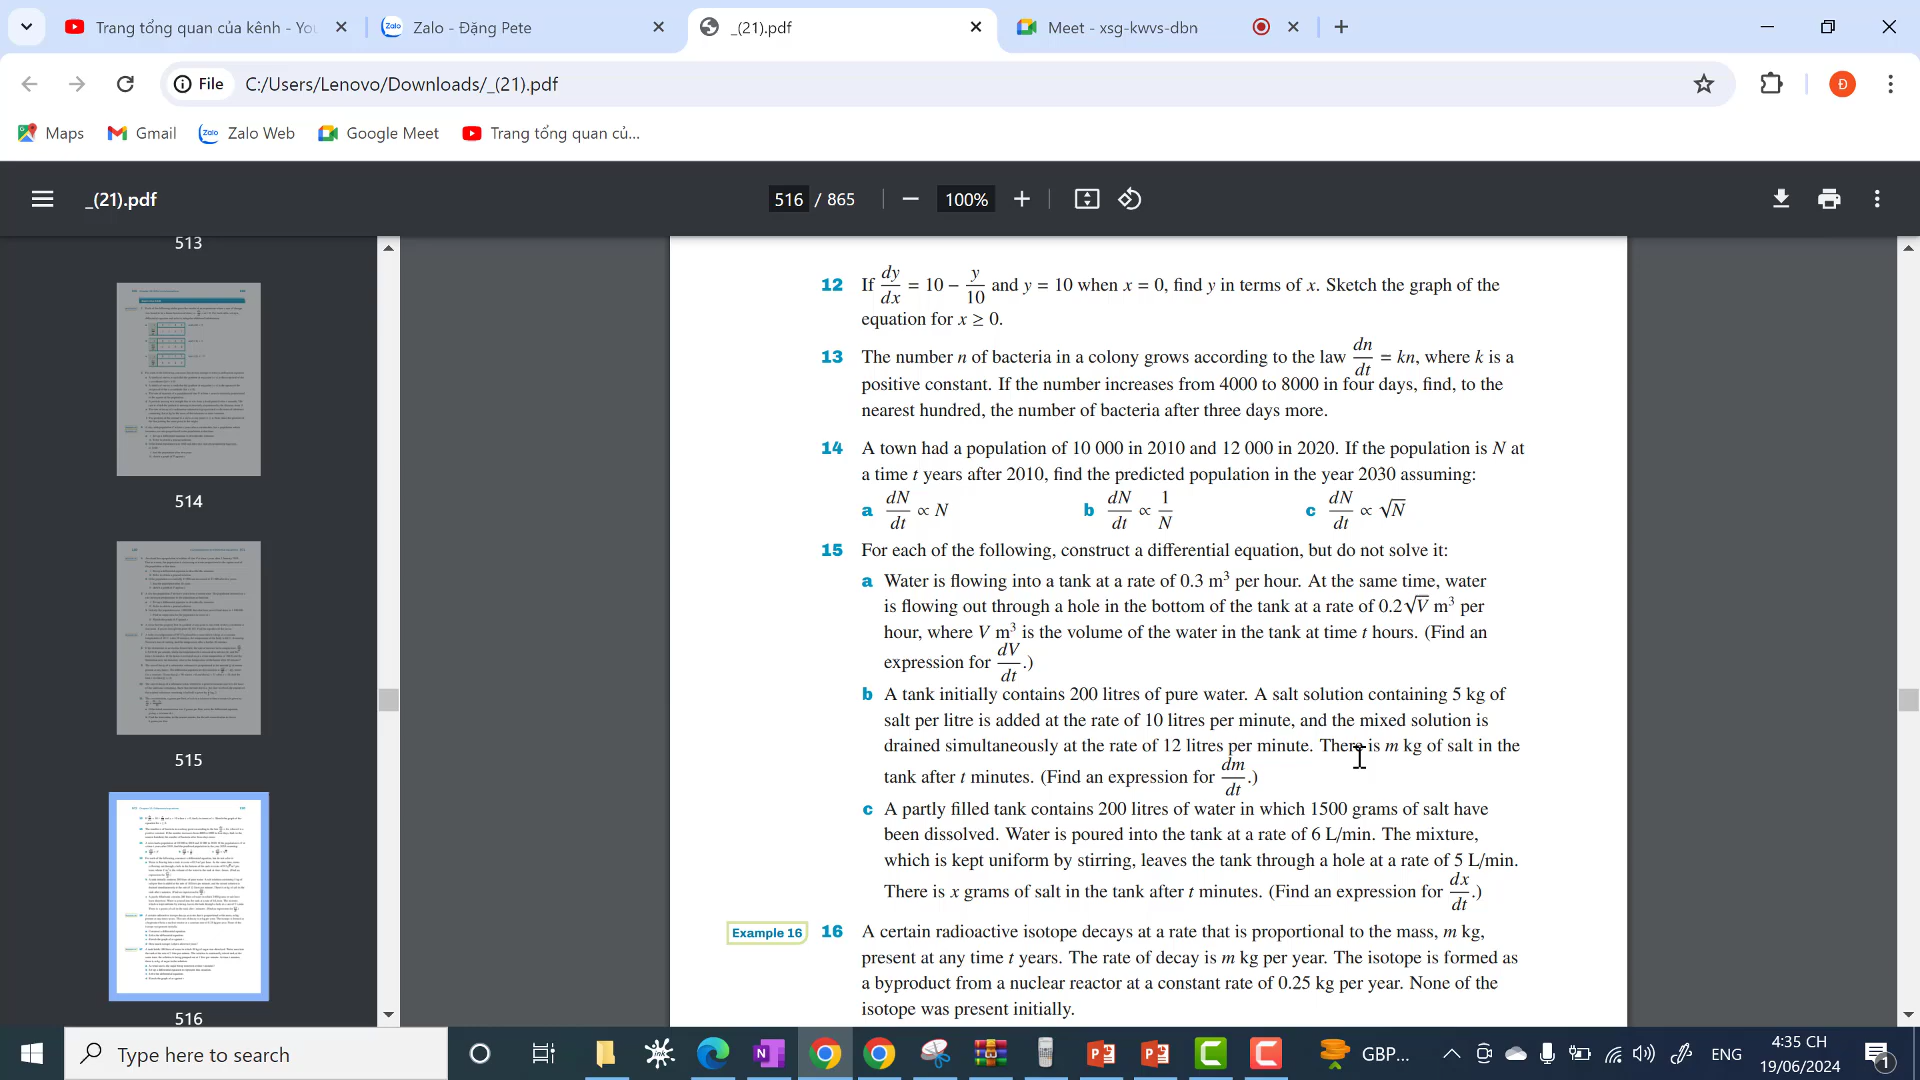 Trang tổng quan của kênh - You
Zalo - Đặng Pete
_(21).pdf
Meet - xsg-kwvs-dbn
File
C:/Users/Lenovo/Downloads/_(21).pdf
Đ
Maps
Gmail
Zalo Web
Google Meet
Trang tổng quan củ...
_(21).pdf
516 / 865
100%
513
514
515
516
12 If dy/dx = 10 − y/10 and y = 10 when x = 0, find y in terms of x. Sketch the graph of the
equation for x ≥ 0.
13 The number n of bacteria in a colony grows according to the law dn/dt = kn, where k is a
positive constant. If the number increases from 4000 to 8000 in four days, find, to the
nearest hundred, the number of bacteria after three days more.
14 A town had a population of 10 000 in 2010 and 12 000 in 2020. If the population is N at
a time t years after 2010, find the predicted population in the year 2030 assuming:
a dN/dt ∝ N b dN/dt ∝ 1/N c dN/dt ∝ √N
15 For each of the following, construct a differential equation, but do not solve it:
a Water is flowing into a tank at a rate of 0.3 m³ per hour. At the same time, water
is flowing out through a hole in the bottom of the tank at a rate of 0.2√V m³ per
hour, where V m³ is the volume of the water in the tank at time t hours. (Find an
expression for dV/dt.)
b A tank initially contains 200 litres of pure water. A salt solution containing 5 kg of
salt per litre is added at the rate of 10 litres per minute, and the mixed solution is
drained simultaneously at the rate of 12 litres per minute. There is m kg of salt in the
tank after t minutes. (Find an expression for dm/dt.)
c A partly filled tank contains 200 litres of water in which 1500 grams of salt have
been dissolved. Water is poured into the tank at a rate of 6 L/min. The mixture,
which is kept uniform by stirring, leaves the tank through a hole at a rate of 5 L/min.
There is x grams of salt in the tank after t minutes. (Find an expression for dx/dt.)
Example 16 16 A certain radioactive isotope decays at a rate that is proportional to the mass, m kg,
present at any time t years. The rate of decay is m kg per year. The isotope is formed as
a byproduct from a nuclear reactor at a constant rate of 0.25 kg per year. None of the
isotope was present initially.
Type here to search
GBP...
ENG
4:35 CH
19/06/2024
1